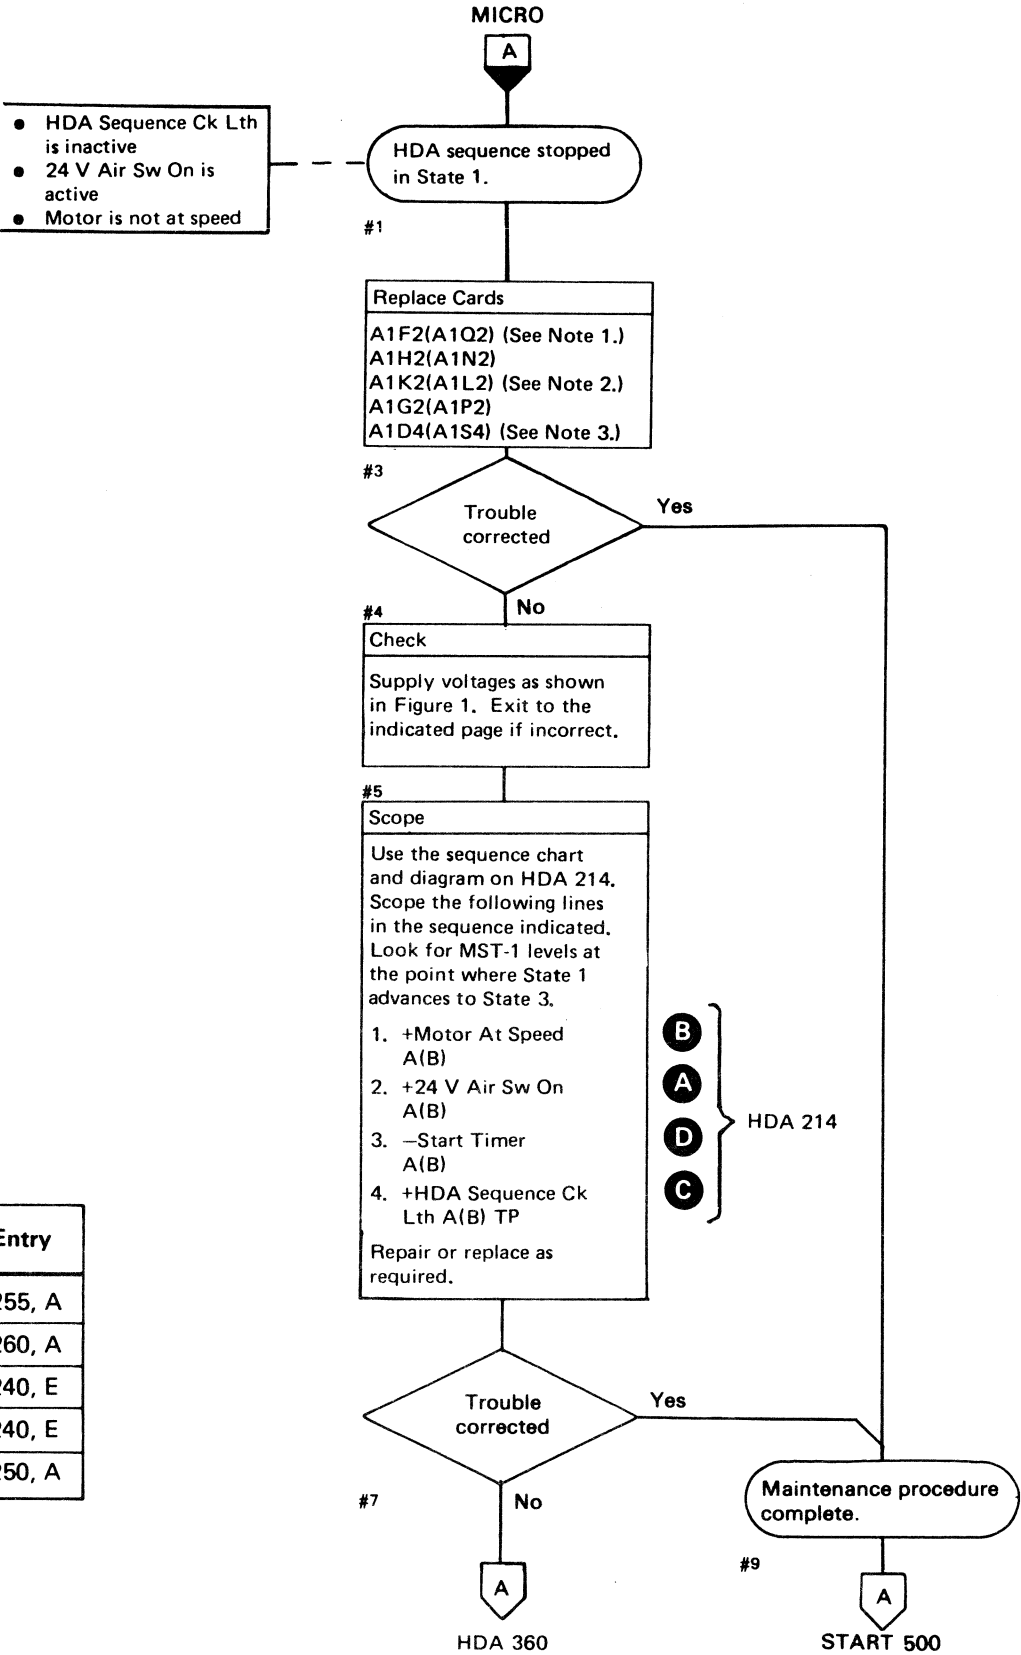 MICRO
A
● HDA Sequence Ck Lth
is inactive
● 24 V Air Sw On is
active
● Motor is not at speed
HDA sequence stopped
in State 1.
#1
Replace Cards
A1F2(A1Q2) (See Note 1.)
A1H2(A1N2)
A1K2(A1L2) (See Note 2.)
A1G2(A1P2)
A1D4(A1S4) (See Note 3.)
#3
Trouble
corrected
Yes
No
#4
Check
Supply voltages as shown
in Figure 1. Exit to the
indicated page if incorrect.
#5
Scope
Use the sequence chart
and diagram on HDA 214.
Scope the following lines
in the sequence indicated.
Look for MST-1 levels at
the point where State 1
advances to State 3.
1. +Motor At Speed
A(B)
B
2. +24 V Air Sw On
A(B)
A
3. —Start Timer
A(B)
D
4. +HDA Sequence Ck
Lth A(B) TP
C
HDA 214
Repair or replace as
required.
Entry
255, A
260, A
240, E
240, E
250, A
Trouble
corrected
Yes
#7
No
Maintenance procedure
complete.
#9
A
HDA 360
A
START 500